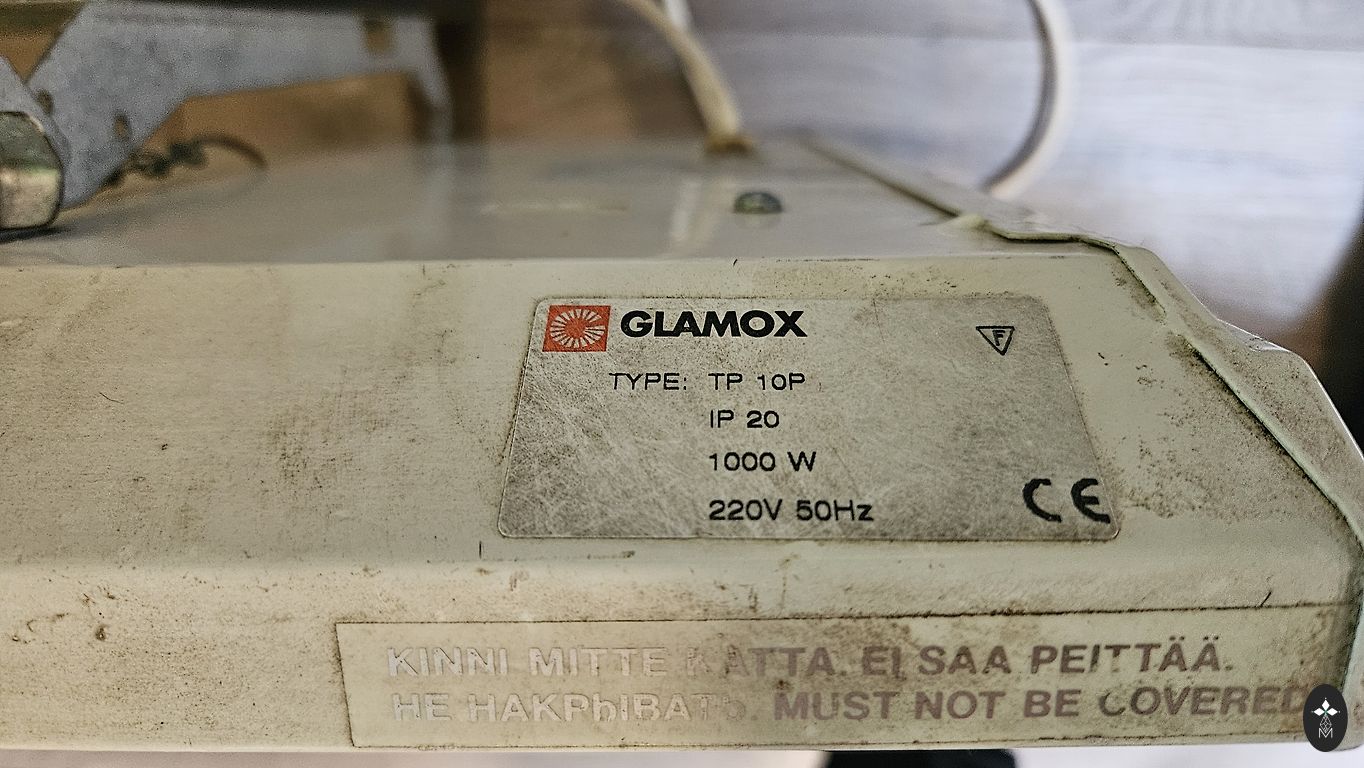 GLAMOX
F
TYPE: TP 10P
IP 20
1000 W
220V 50Hz
CE
KINNI MITTE KATTA. EI SAA PEITTÄÄ.
НЕ НАКРЫВАТЬ. MUST NOT BE COVERED
M